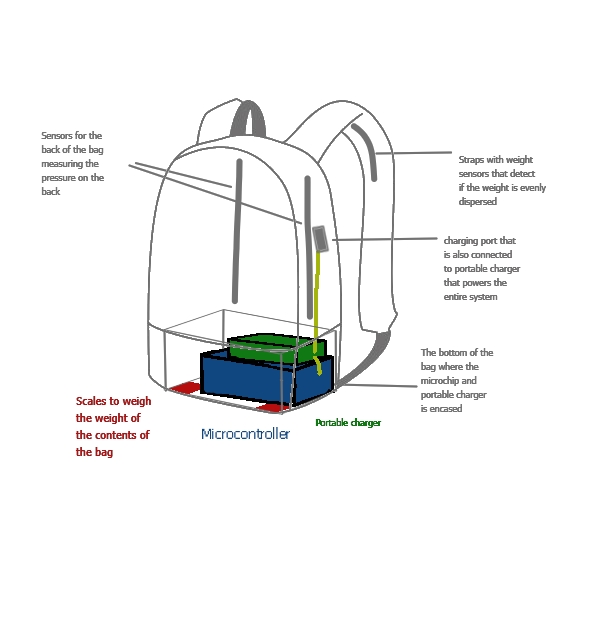 Sensors for the
back of the bag
measuring the
pressure on the
back
Straps with weight
sensors that detect
if the weight is evenly
dispersed
charging port that
is also connected
to portable charger
that powers the
entire system
The bottom of the
bag where the
microchip and
portable charger
is encased
Scales to weigh
the weight of
the contents of
the bag
Microcontroller
Portable charger